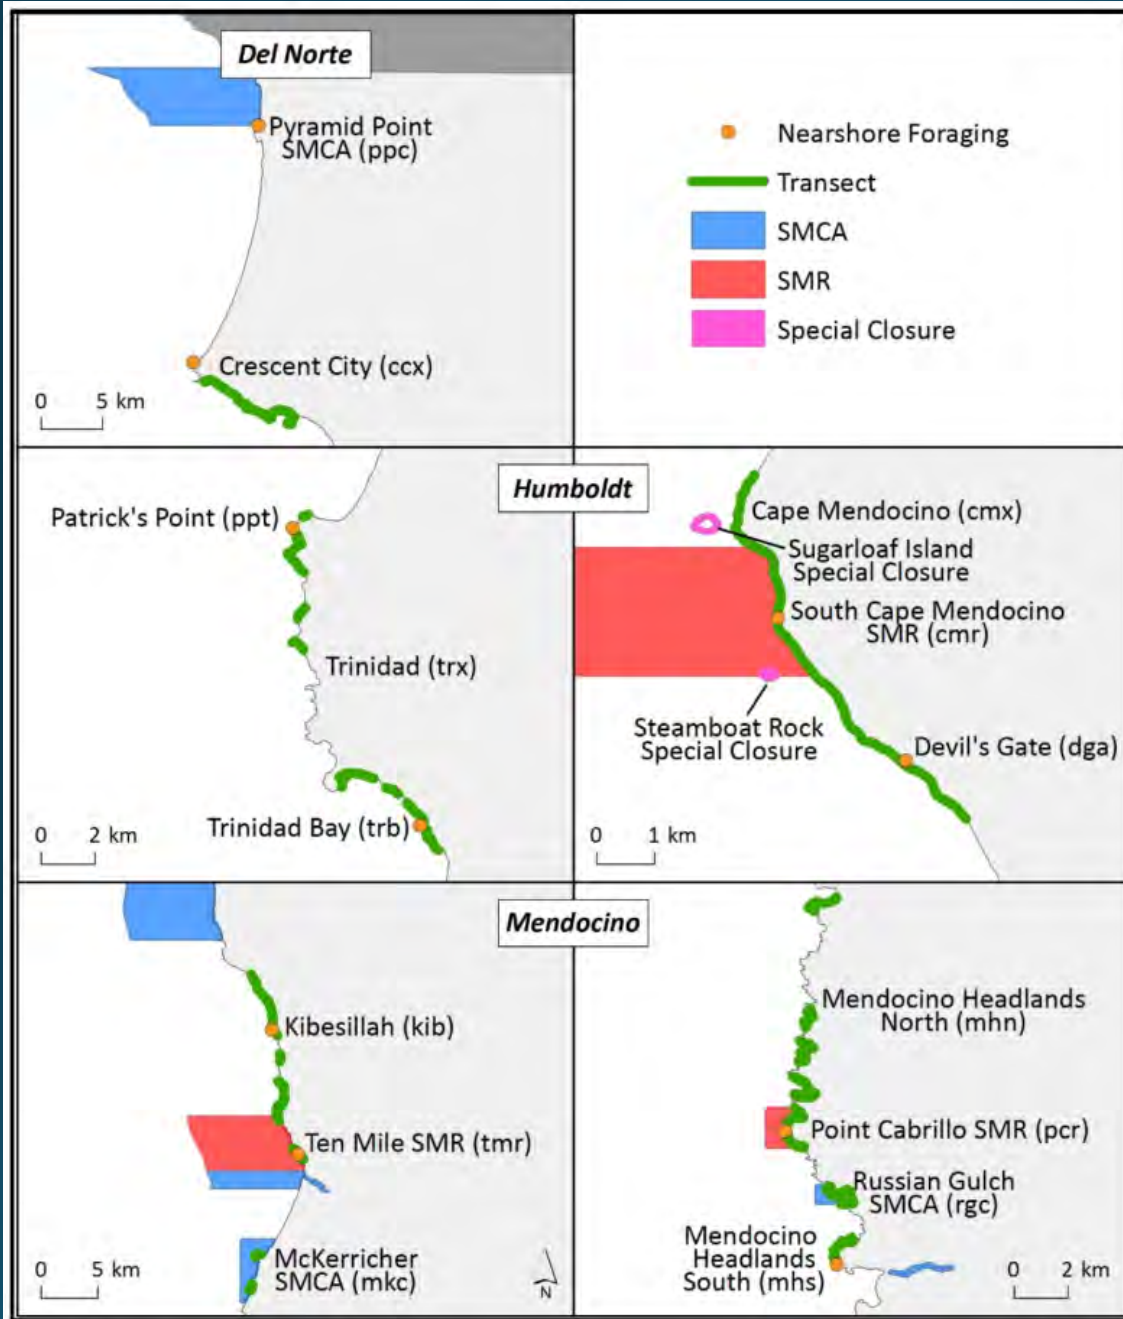 Del Norte
Pyramid Point
SMCA (ppc)
Crescent City (ccx)
0 5 km
Nearshore Foraging
Transect
SMCA
SMR
Special Closure
Humboldt
Patrick's Point (ppt)
Trinidad (trx)
Trinidad Bay (trb)
0 2 km
Cape Mendocino (cmx)
Sugarloaf Island
Special Closure
South Cape Mendocino
SMR (cmr)
Steamboat Rock
Special Closure
Devil's Gate (dga)
0 1 km
Mendocino
Kibesillah (kib)
Ten Mile SMR (tmr)
McKerricher
SMCA (mkc)
0 5 km
N
Mendocino Headlands
North (mhn)
Point Cabrillo SMR (pcr)
Russian Gulch
SMCA (rgc)
Mendocino
Headlands
South (mhs)
0 2 km